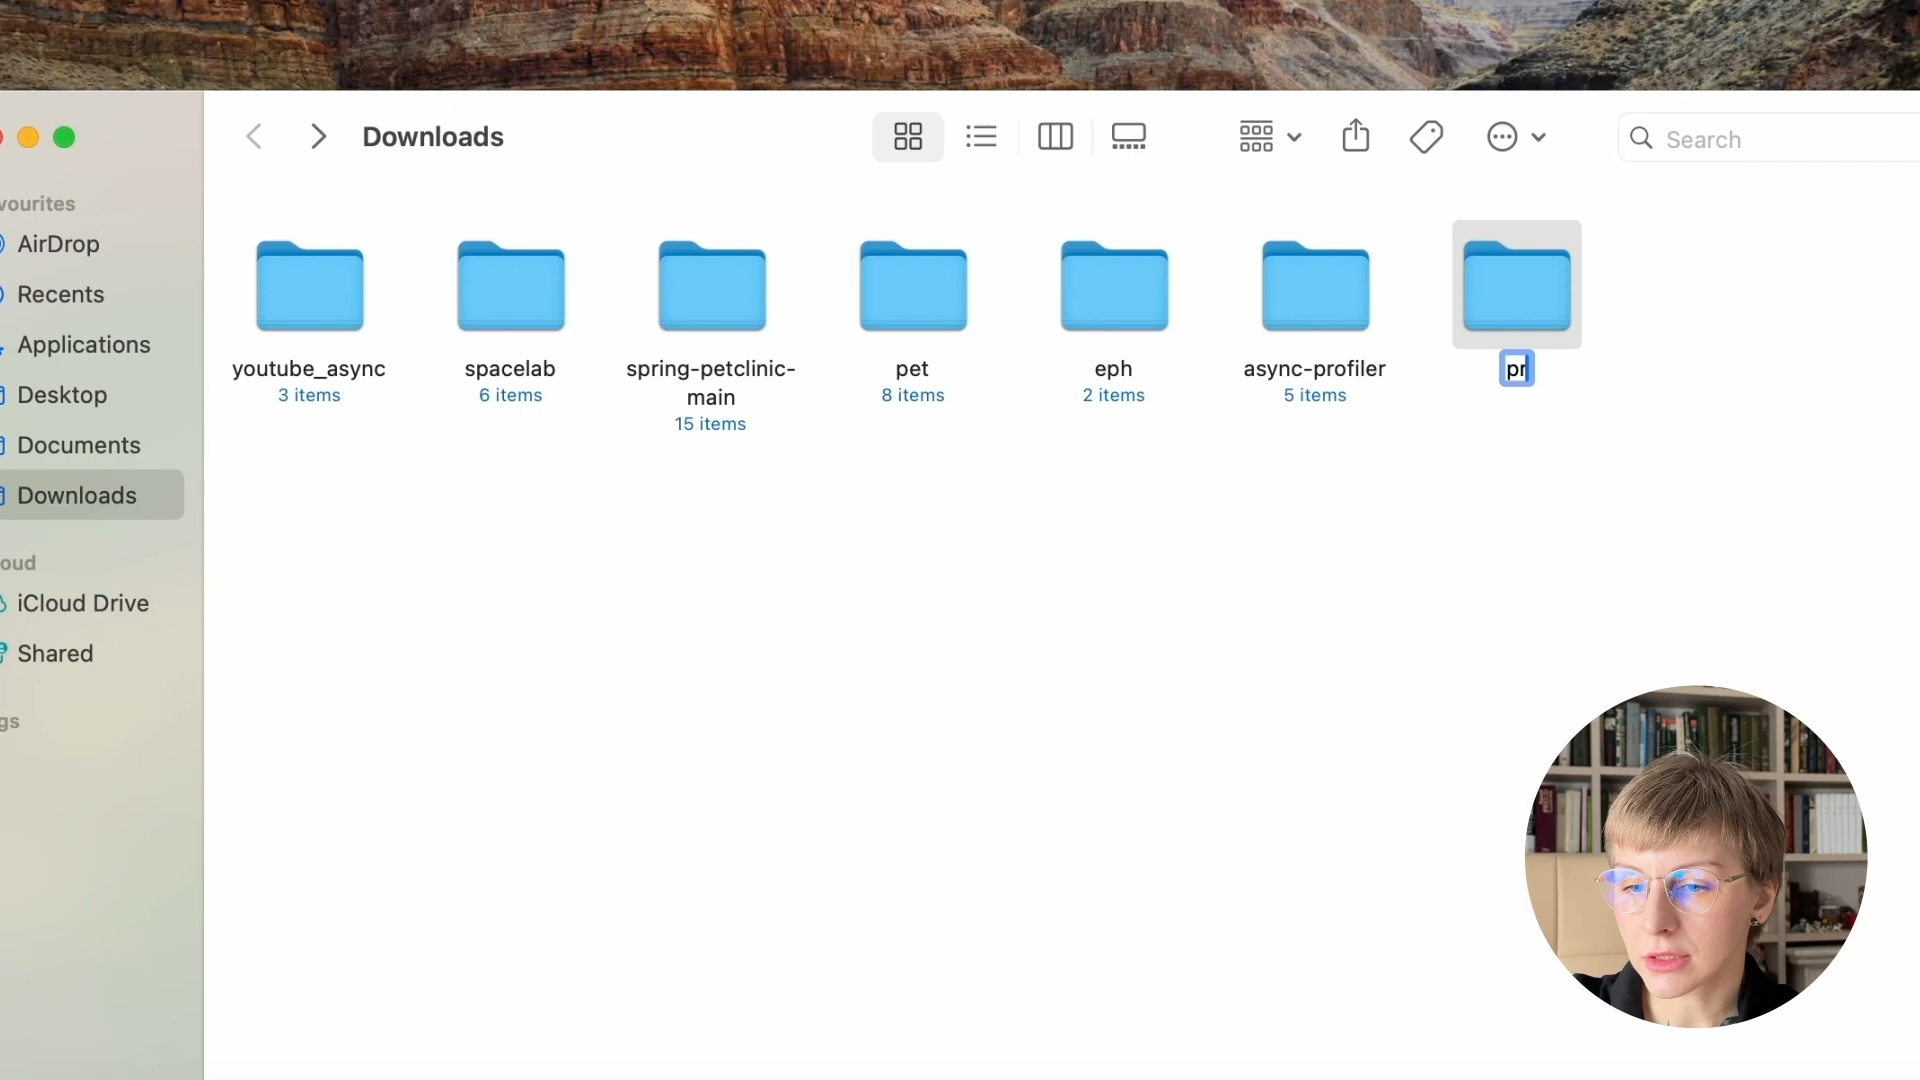 Downloads
Search
vourites
AirDrop
Recents
Applications
Desktop
Documents
Downloads
oud
iCloud Drive
Shared
gs
youtube_async
3 items
spacelab
6 items
spring-petclinic-
main
15 items
pet
8 items
eph
2 items
async-profiler
5 items
pr